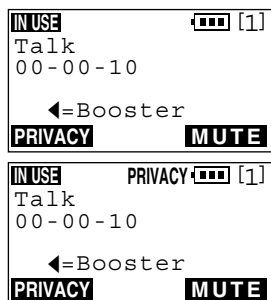 IN USE [1]
Talk
00-00-10
◀=Booster
PRIVACY MUTE
IN USE PRIVACY [1]
Talk
00-00-10
◀=Booster
PRIVACY MUTE